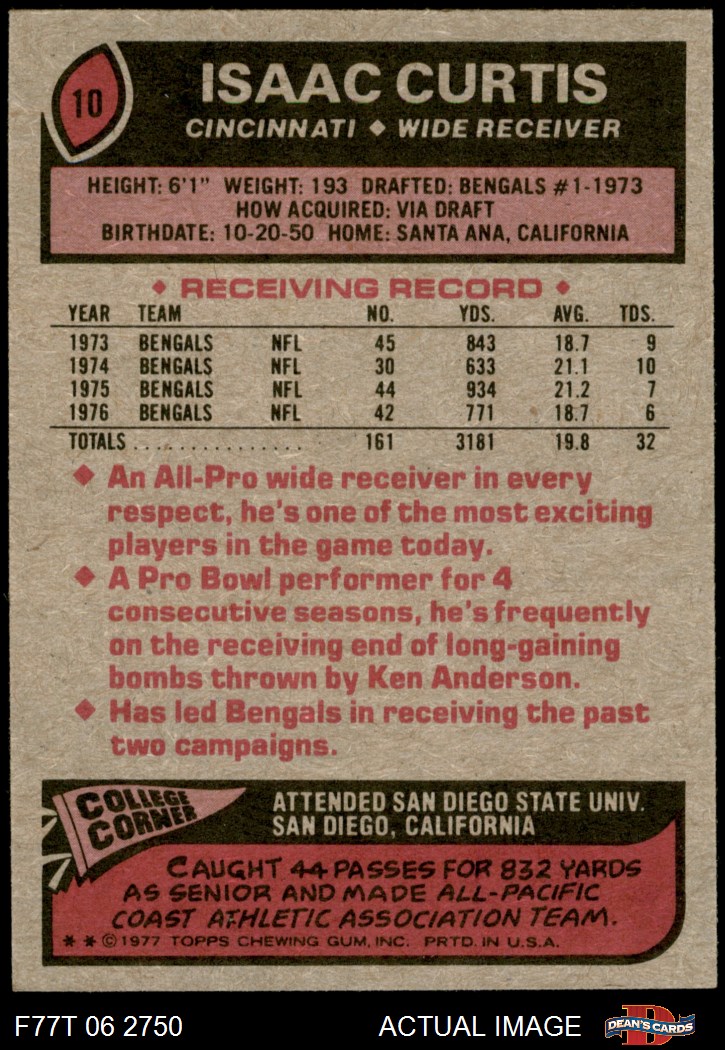 10
ISAAC CURTIS
CINCINNATI ◆ WIDE RECEIVER
HEIGHT: 6'1" WEIGHT: 193 DRAFTED: BENGALS #1-1973
HOW ACQUIRED: VIA DRAFT
BIRTHDATE: 10-20-50 HOME: SANTA ANA, CALIFORNIA
◆ RECEIVING RECORD ◆
YEAR TEAM NO. YDS. AVG. TDS.
1973 BENGALS NFL 45 843 18.7 9
1974 BENGALS NFL 30 633 21.1 10
1975 BENGALS NFL 44 934 21.2 7
1976 BENGALS NFL 42 771 18.7 6
TOTALS ................. 161 3181 19.8 32
◆ An All-Pro wide receiver in every
respect, he's one of the most exciting
players in the game today.
◆ A Pro Bowl performer for 4
consecutive seasons, he's frequently
on the receiving end of long-gaining
bombs thrown by Ken Anderson.
◆ Has led Bengals in receiving the past
two campaigns.
COLLEGE
CORNER
ATTENDED SAN DIEGO STATE UNIV.
SAN DIEGO, CALIFORNIA
CAUGHT 44 PASSES FOR 832 YARDS
AS SENIOR AND MADE ALL-PACIFIC
COAST ATHLETIC ASSOCIATION TEAM.
* * © 1977 TOPPS CHEWING GUM, INC. PRTD. IN U.S.A.
F77T 06 2750 ACTUAL IMAGE
D
DEAN'S CARDS